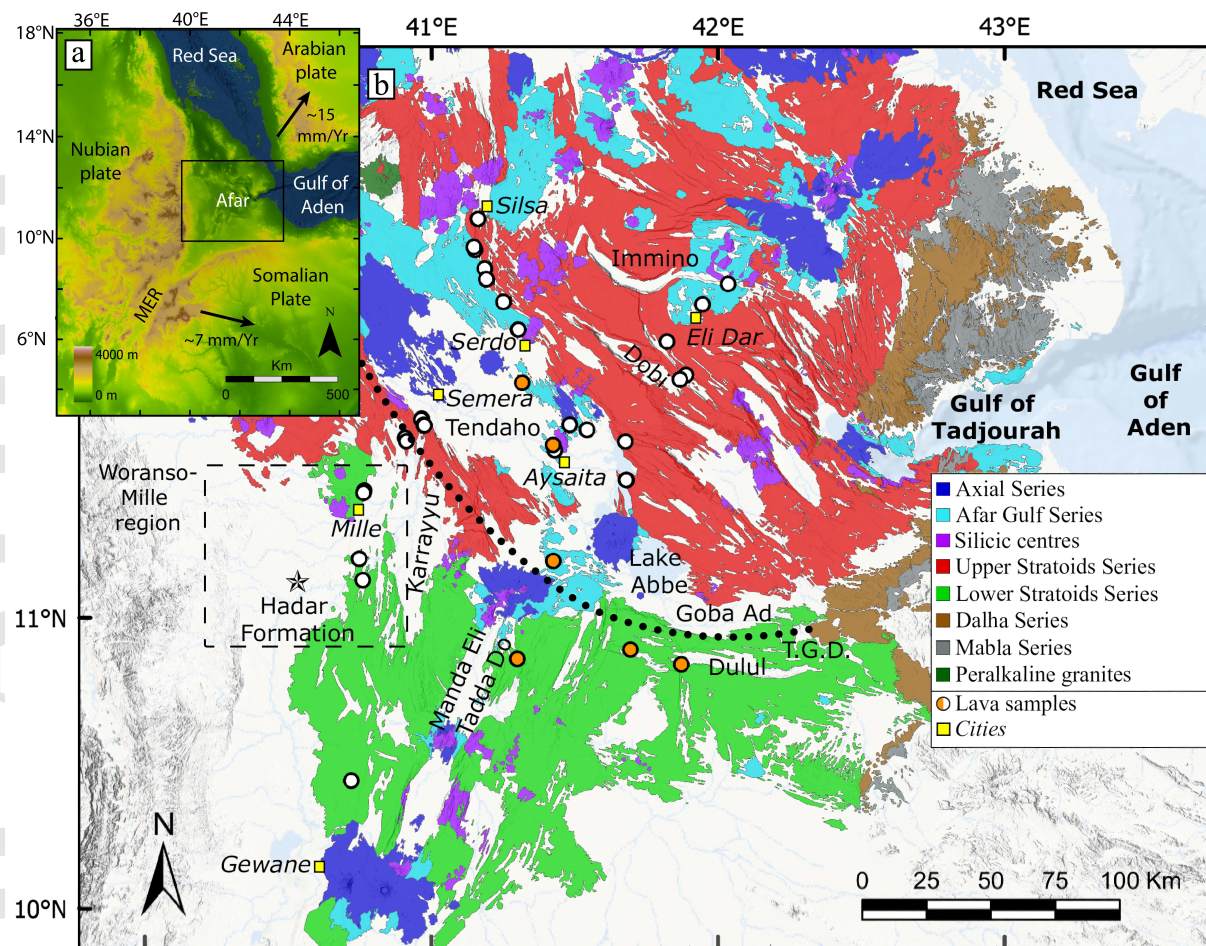 36°E
40°E
44°E
18°N
14°N
10°N
6°N
a
Red Sea
Arabian
plate
~15
mm/Yr
Nubian
plate
Gulf of
Aden
Afar
Somalian
Plate
MER
~7 mm/Yr
N
4000 m
0 m
Km
0
500
41°E
42°E
43°E
b
Red Sea
Silsa
Immino
Serdo
Eli Dar
Dobi
Semera
Tendaho
Gulf of
Tadjourah
Gulf
of
Aden
Woranso-
Mille
region
Aysaita
Mille
Karrayyu
Lake
Abbe
Hadar
Formation
Goba Ad
T.G.D.
Dulul
Manda Eli
Tadda Do
11°N
10°N
Gewane
N
Axial Series
Afar Gulf Series
Silicic centres
Upper Stratoids Series
Lower Stratoids Series
Dalha Series
Mabla Series
Peralkaline granites
Lava samples
Cities
0 25 50 75 100 Km